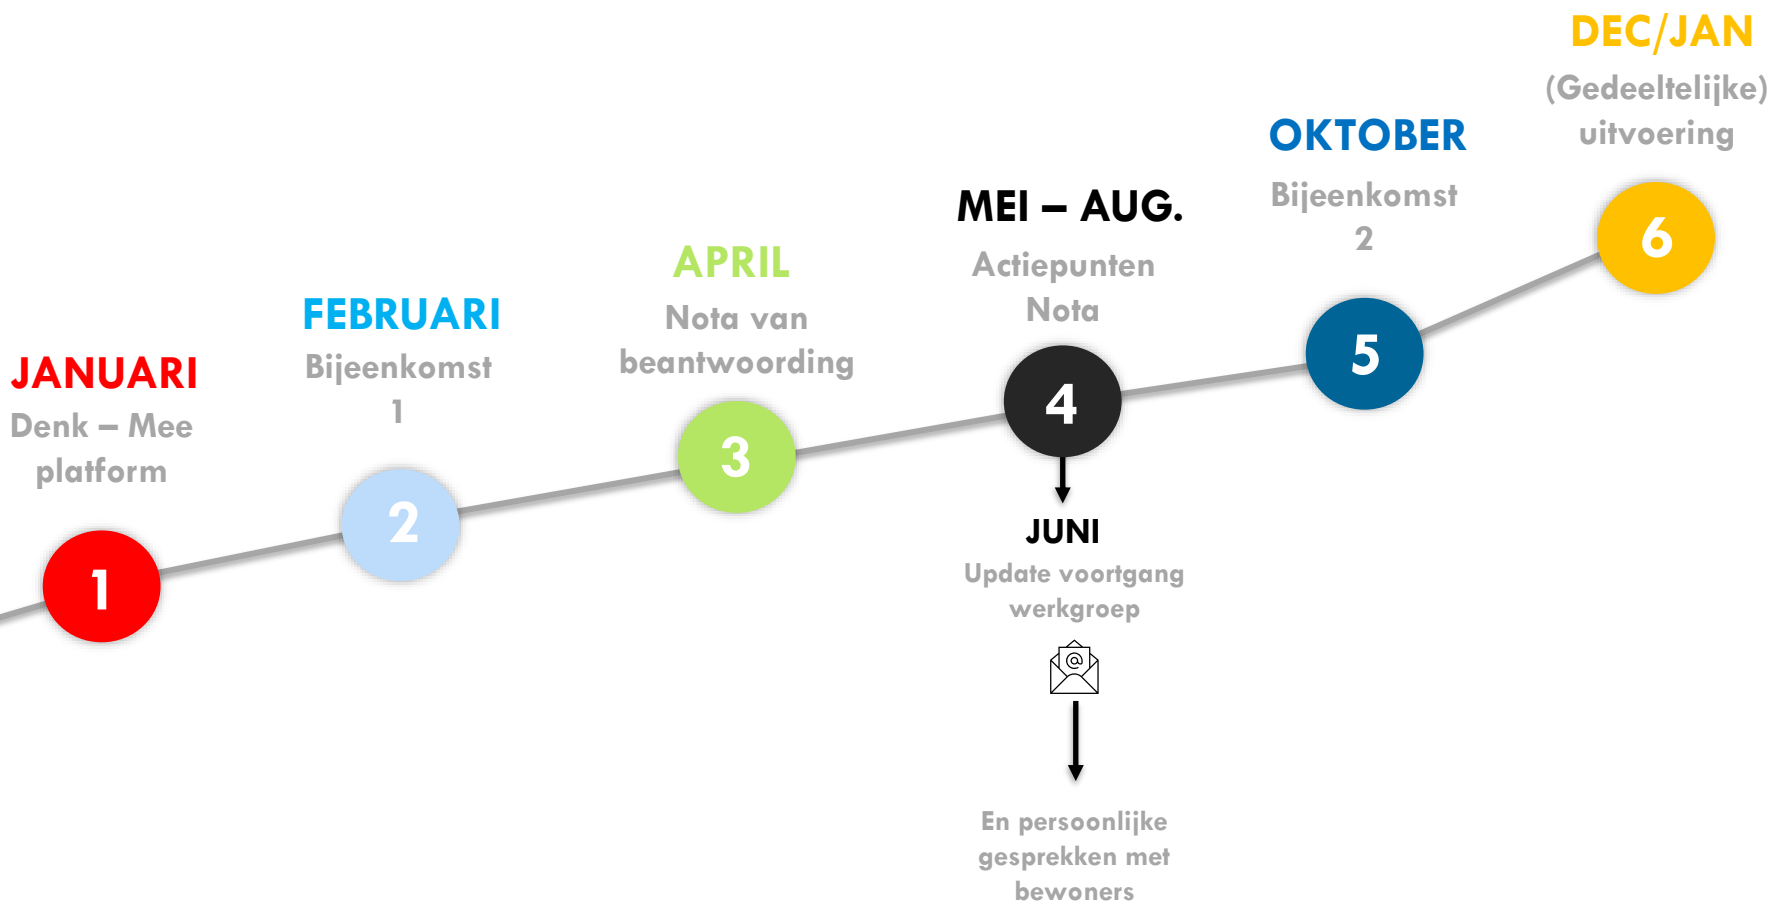 JANUARI
Denk – Mee
platform
1
FEBRUARI
Bijeenkomst
1
2
APRIL
Nota van
beantwoording
3
MEI – AUG.
Actiepunten
Nota
4
JUNI
Update voortgang
werkgroep
@
En persoonlijke
gesprekken met
bewoners
OKTOBER
Bijeenkomst
2
5
DEC/JAN
(Gedeeltelijke)
uitvoering
6